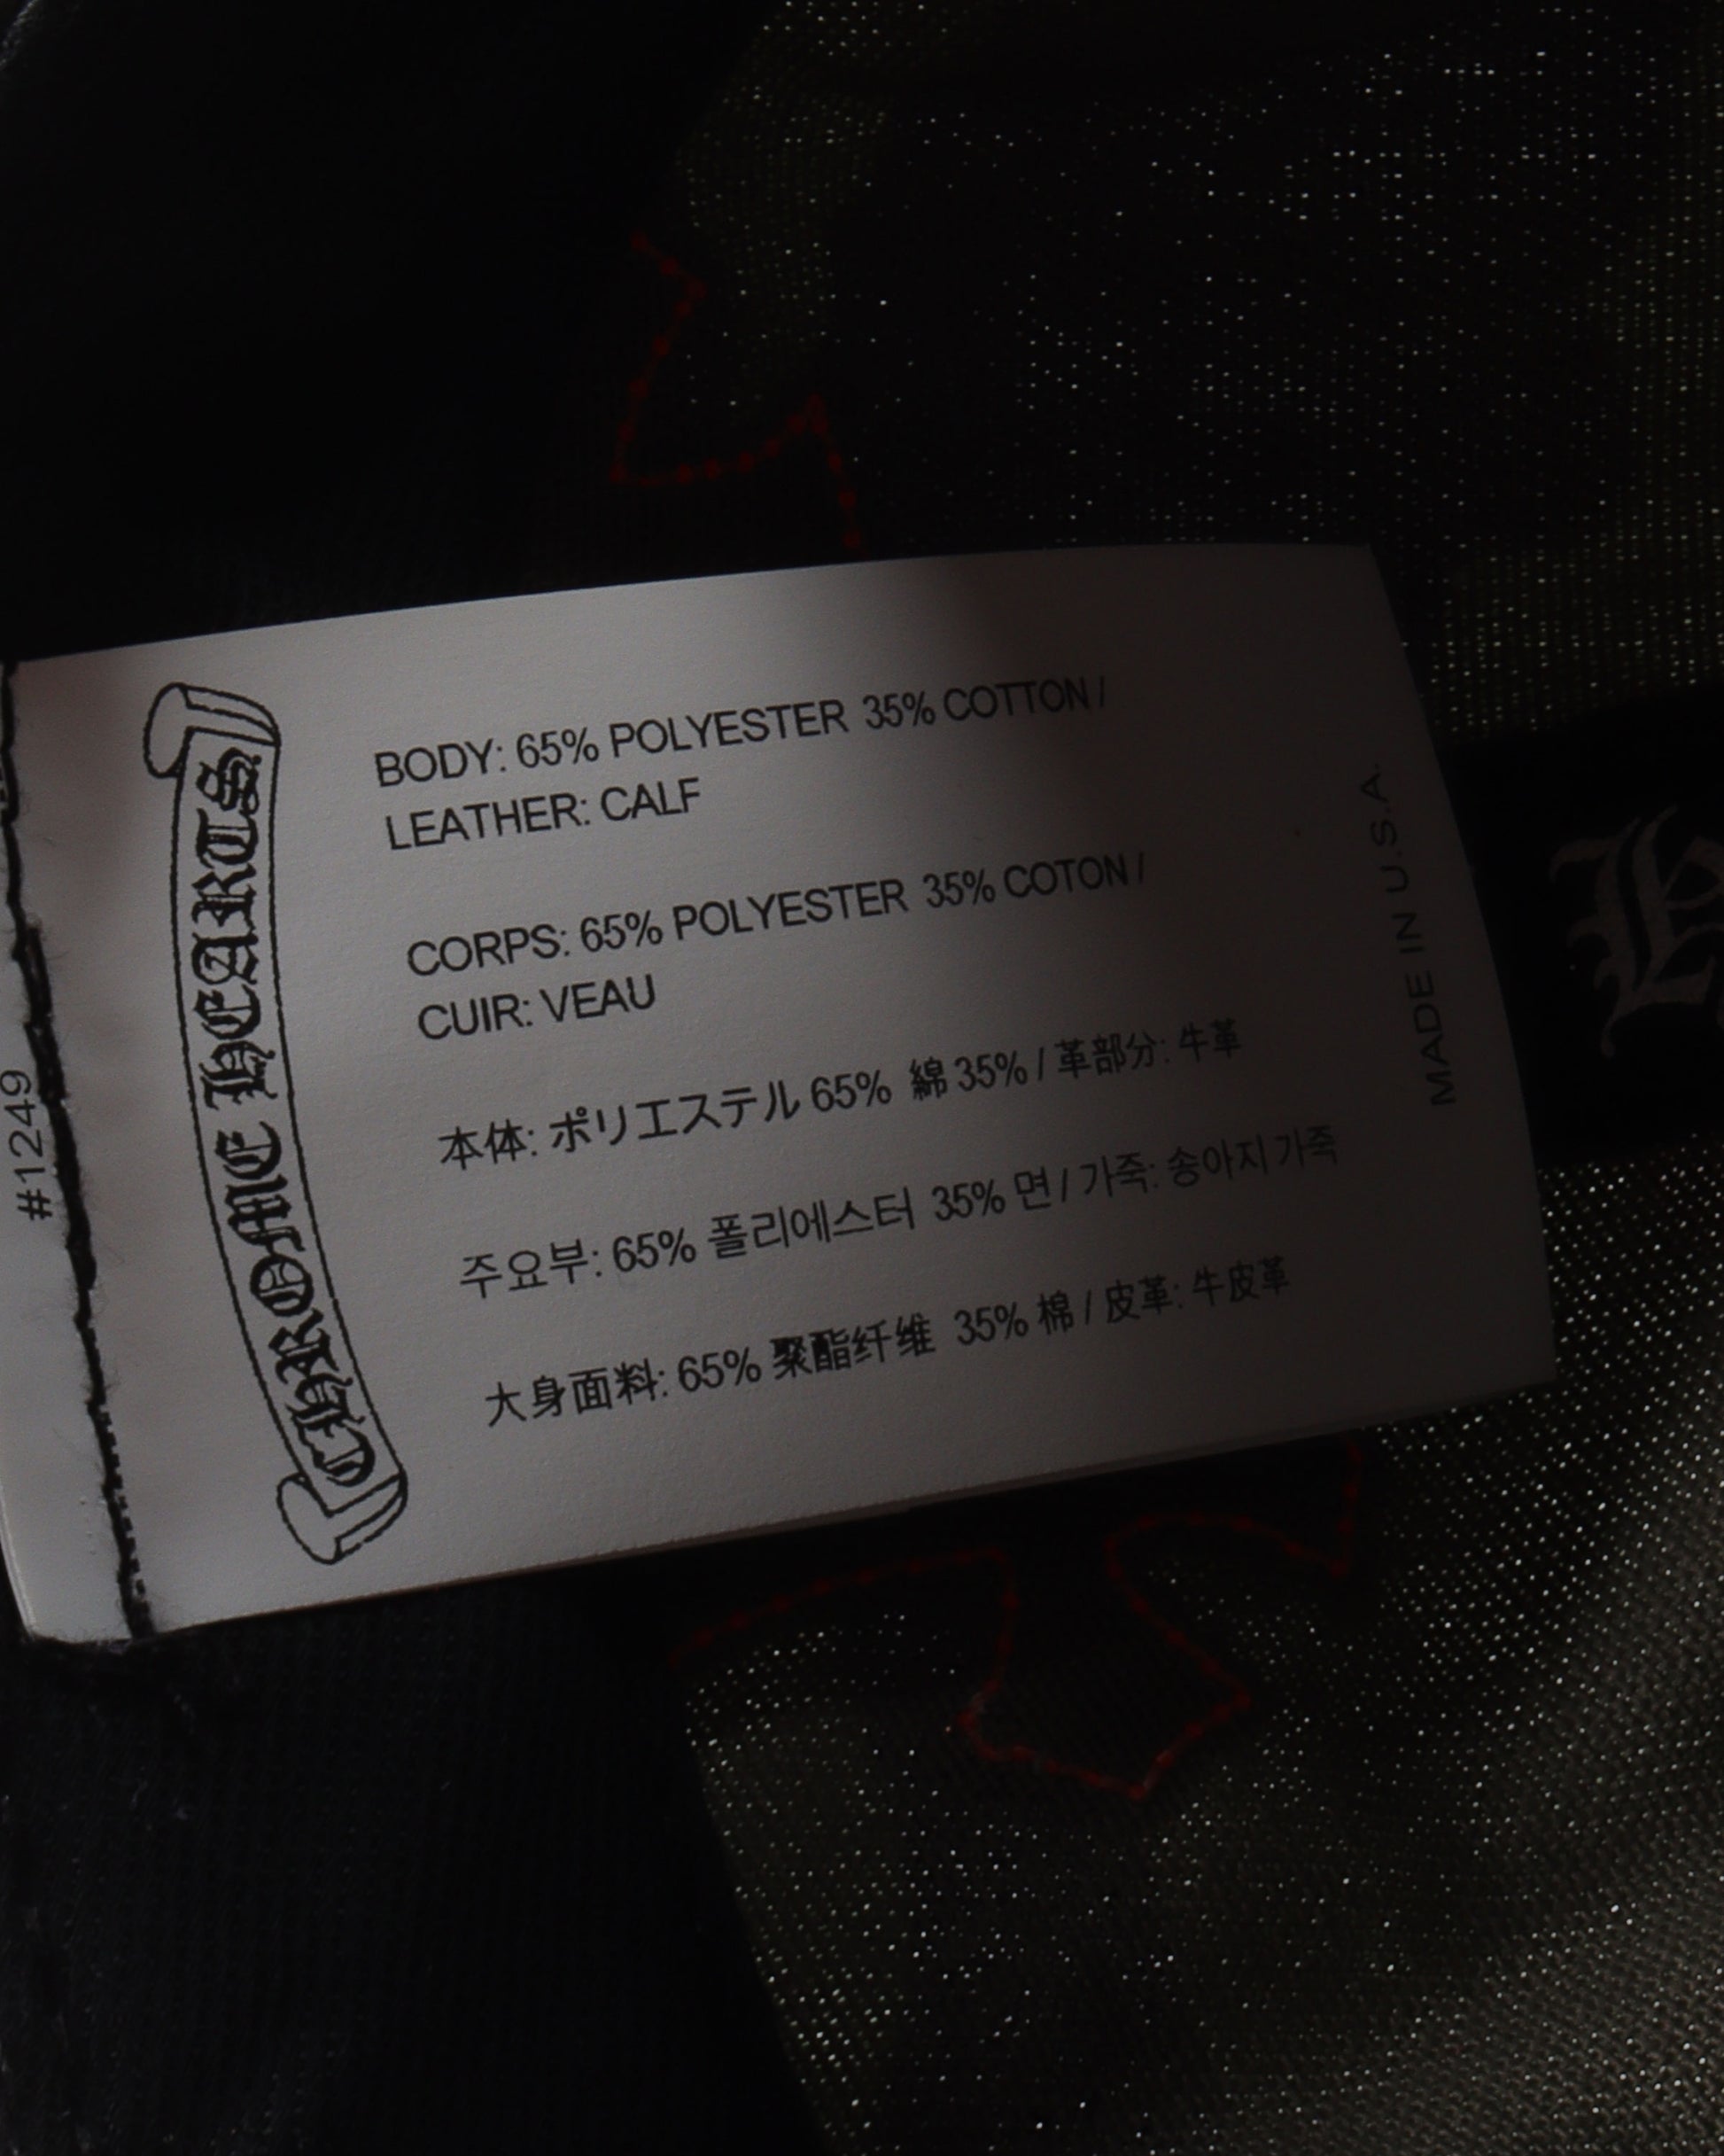 #1249
CHROME HEARTS
BODY: 65% POLYESTER 35% COTTON /
LEATHER: CALF
CORPS: 65% POLYESTER 35% COTON /
CUIR: VEAU
本体: ポリエステル 65% 綿 35% / 革部分: 牛革
주요부: 65% 폴리에스터 35% 면 / 가죽: 송아지 가죽
大身面料: 65% 聚酯纤维 35% 棉 / 皮革: 牛皮革
MADE IN U.S.A.